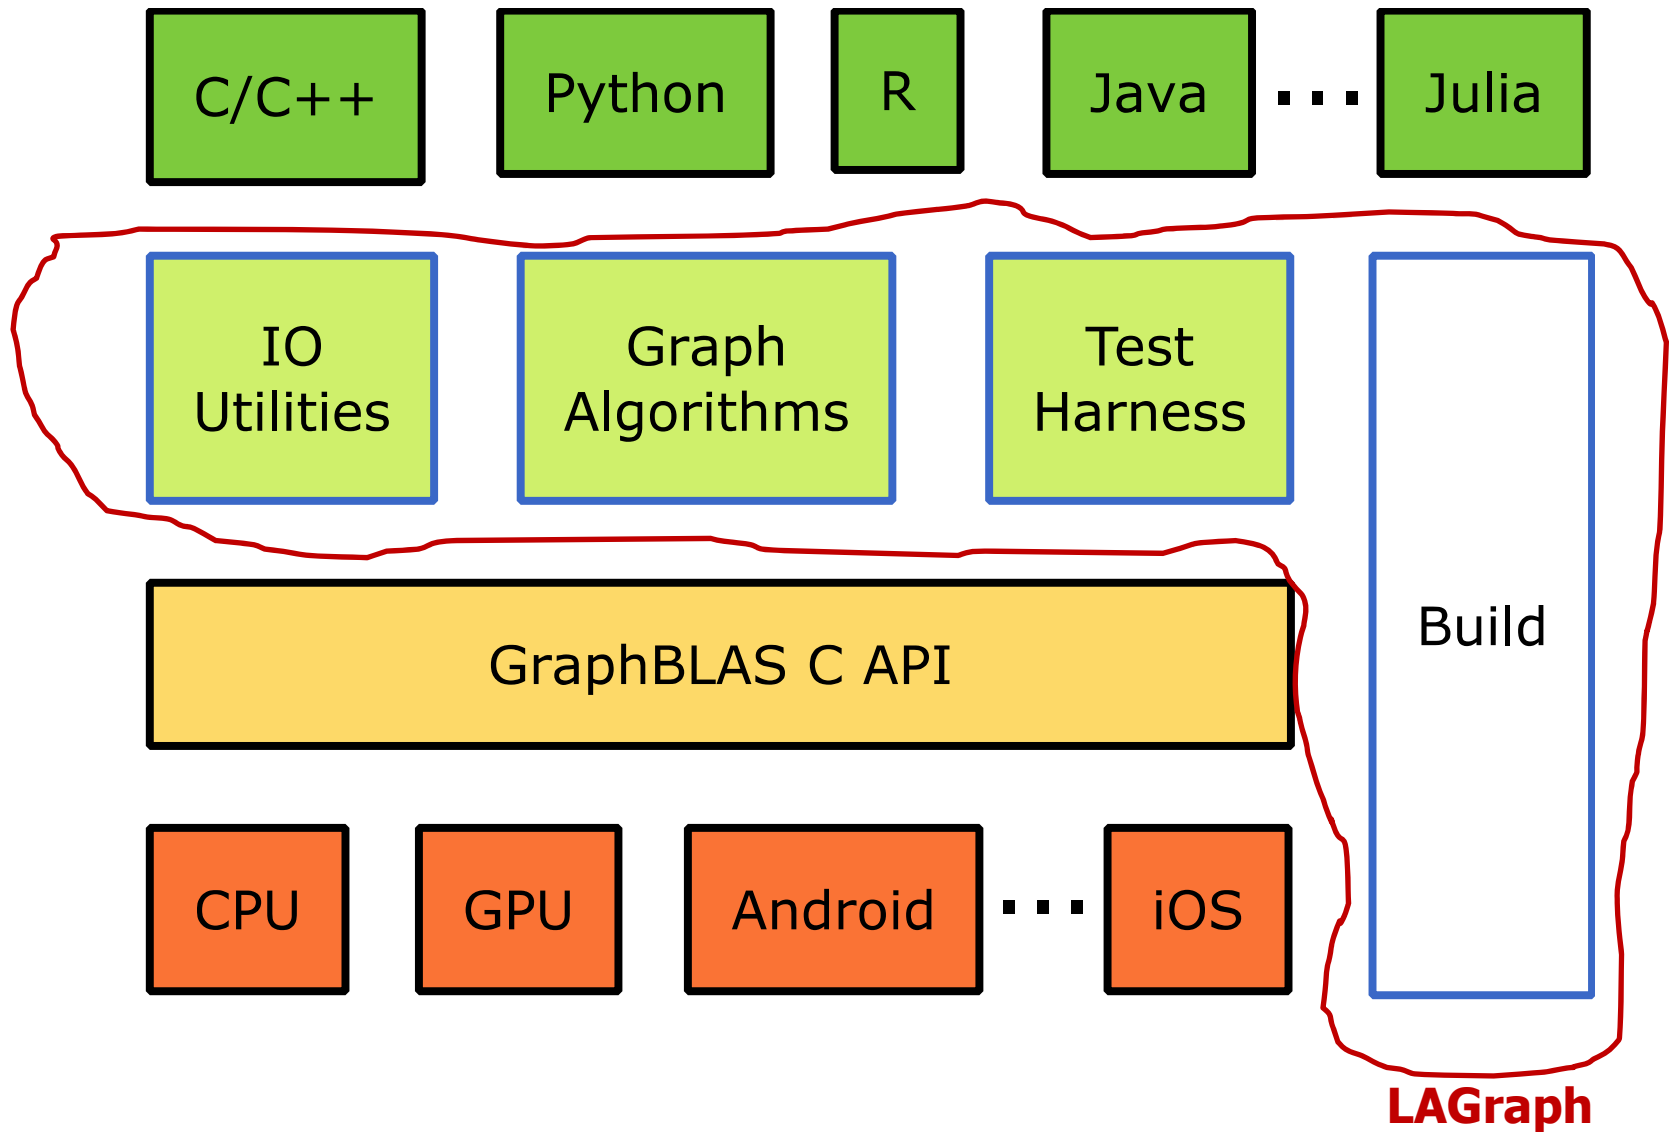 C/C++
Python
R
Java
...
Julia
IO
Utilities
Graph
Algorithms
Test
Harness
Build
GraphBLAS C API
CPU
GPU
Android
...
iOS
LAGraph